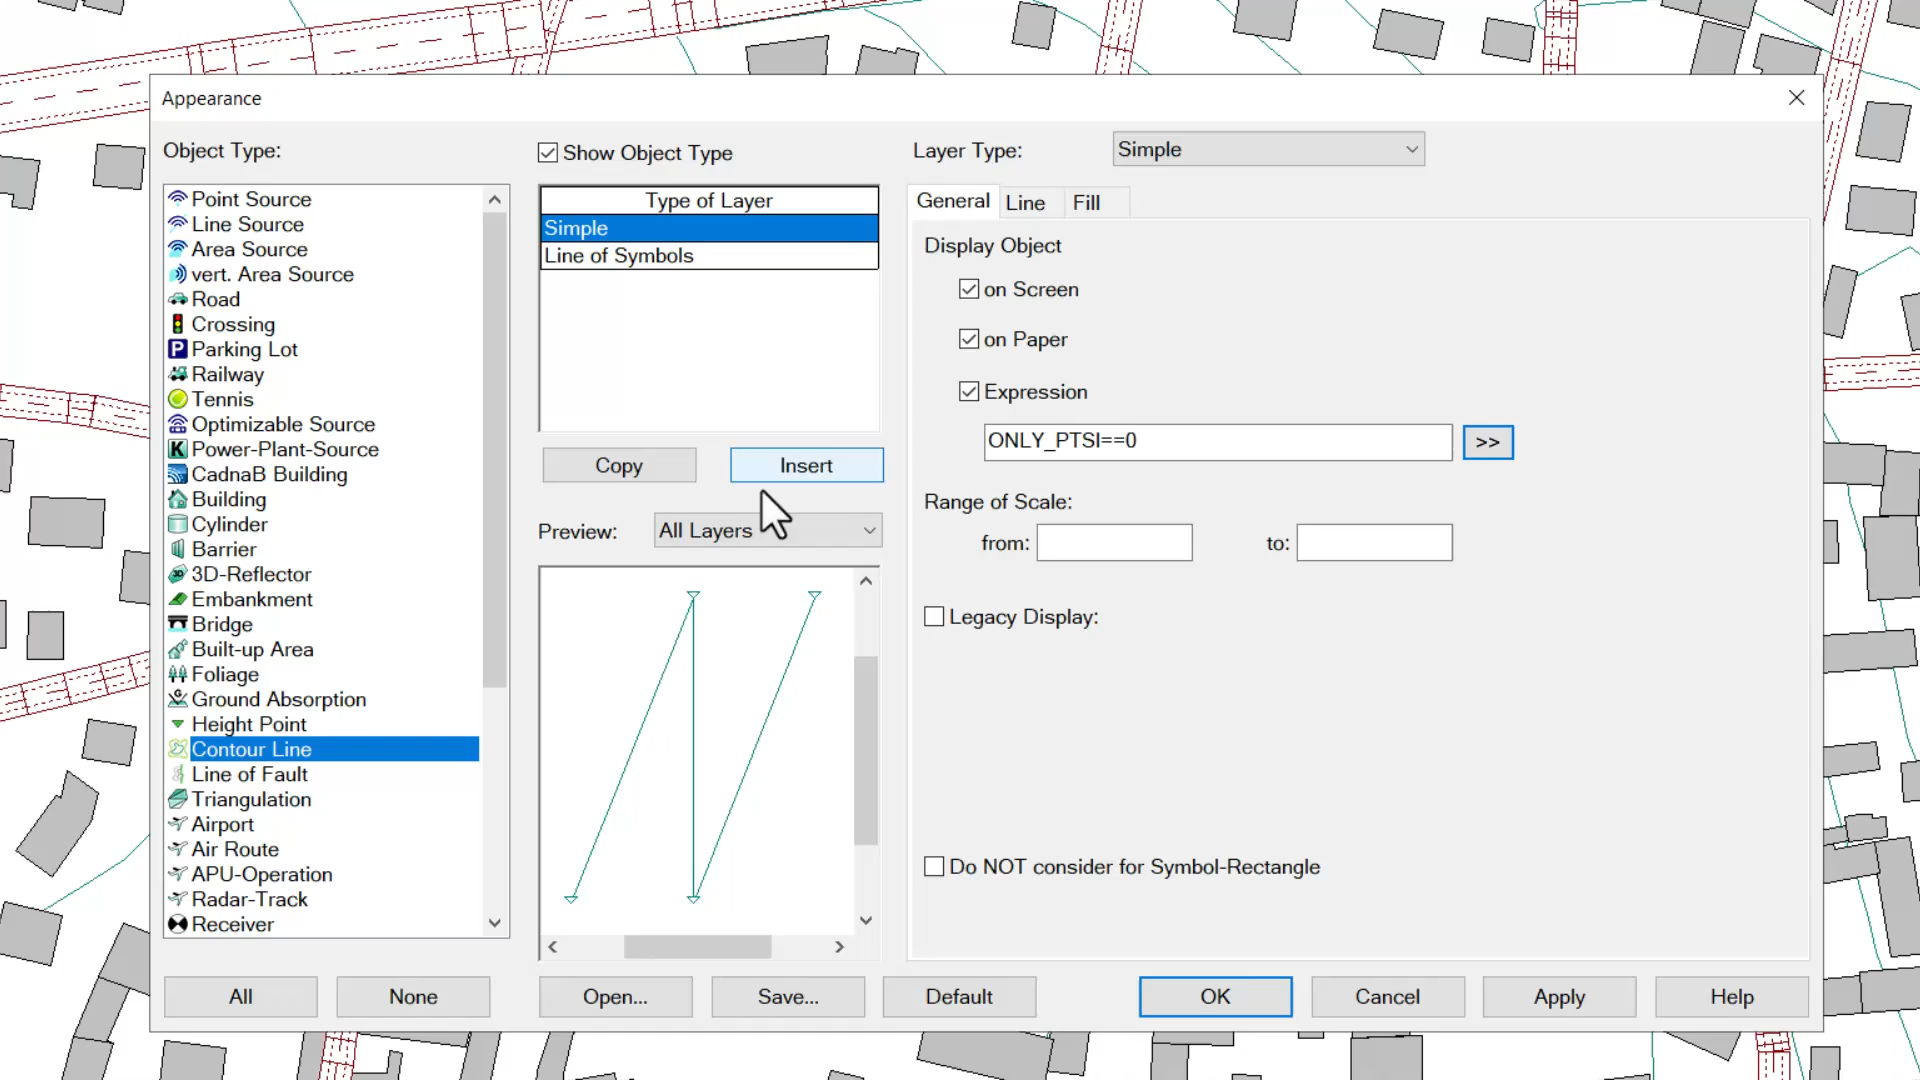 Appearance
Object Type:
Point Source
Line Source
Area Source
vert. Area Source
Road
Crossing
Parking Lot
Railway
Tennis
Optimizable Source
Power-Plant-Source
CadnaB Building
Building
Cylinder
Barrier
3D-Reflector
Embankment
Bridge
Built-up Area
Foliage
Ground Absorption
Height Point
Contour Line
Line of Fault
Triangulation
Airport
Air Route
APU-Operation
Radar-Track
Receiver
All
None
Show Object Type
Type of Layer
Simple
Line of Symbols
Copy
Insert
Preview:
All Layers
Open...
Save...
Default
Layer Type:
Simple
General
Line
Fill
Display Object
on Screen
on Paper
Expression
ONLY_PTSI==0
>>
Range of Scale:
from:
to:
Legacy Display:
Do NOT consider for Symbol-Rectangle
OK
Cancel
Apply
Help